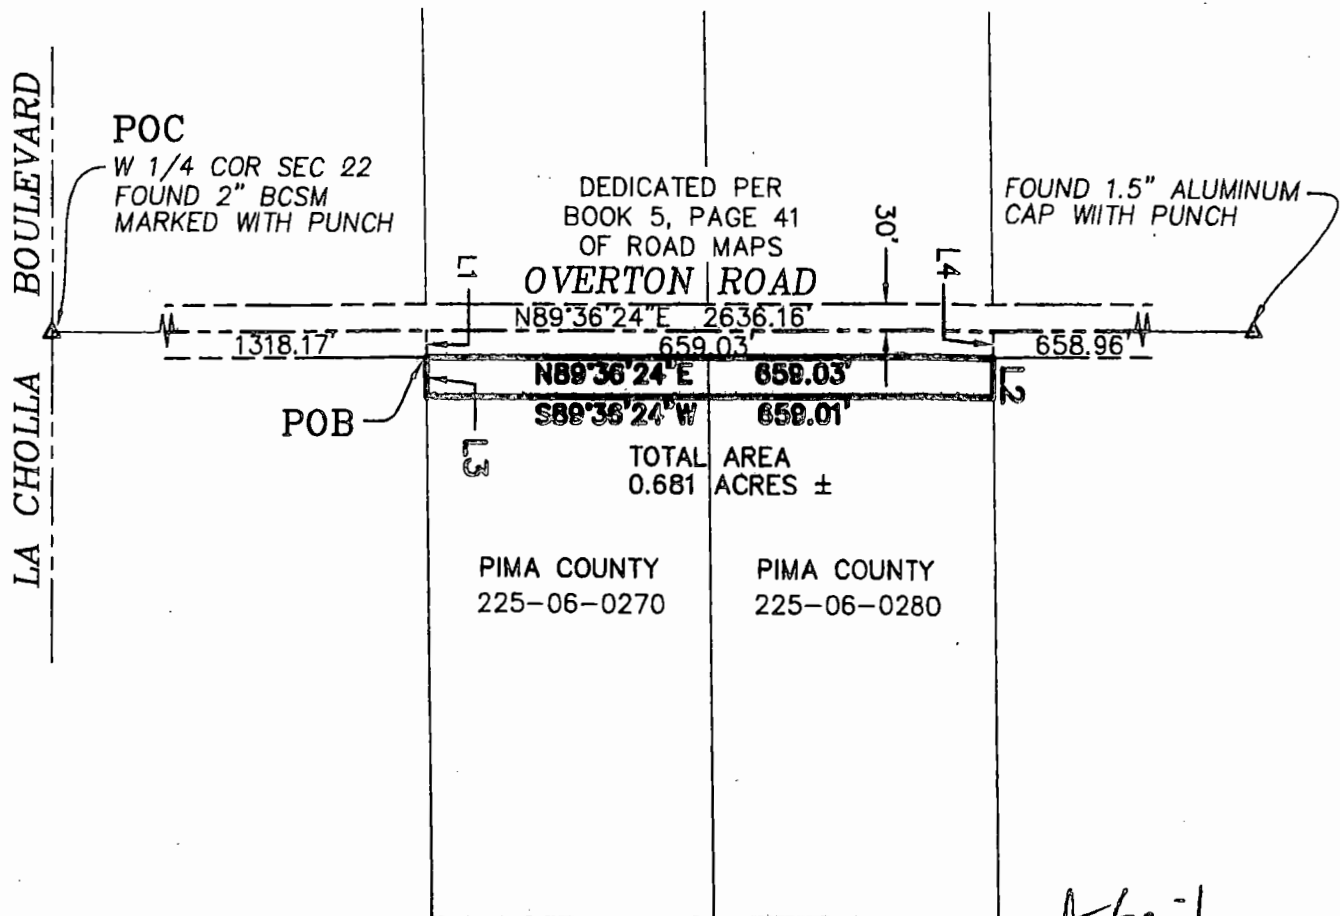 LA CHOLLA BOULEVARD
POC
W 1/4 COR SEC 22
FOUND 2" BCSM
MARKED WITH PUNCH
DEDICATED PER
BOOK 5, PAGE 41
OF ROAD MAPS
OVERTON ROAD
30'
FOUND 1.5" ALUMINUM
CAP WIITH PUNCH
L1
L4
N89°36'24"E 2636.16'
1318.17'
659.03'
658.96'
N89°36'24"E 659.03'
L2
S89°36'24"W 659.01'
POB
L3
TOTAL AREA
0.681 ACRES ±
PIMA COUNTY
225-06-0270
PIMA COUNTY
225-06-0280